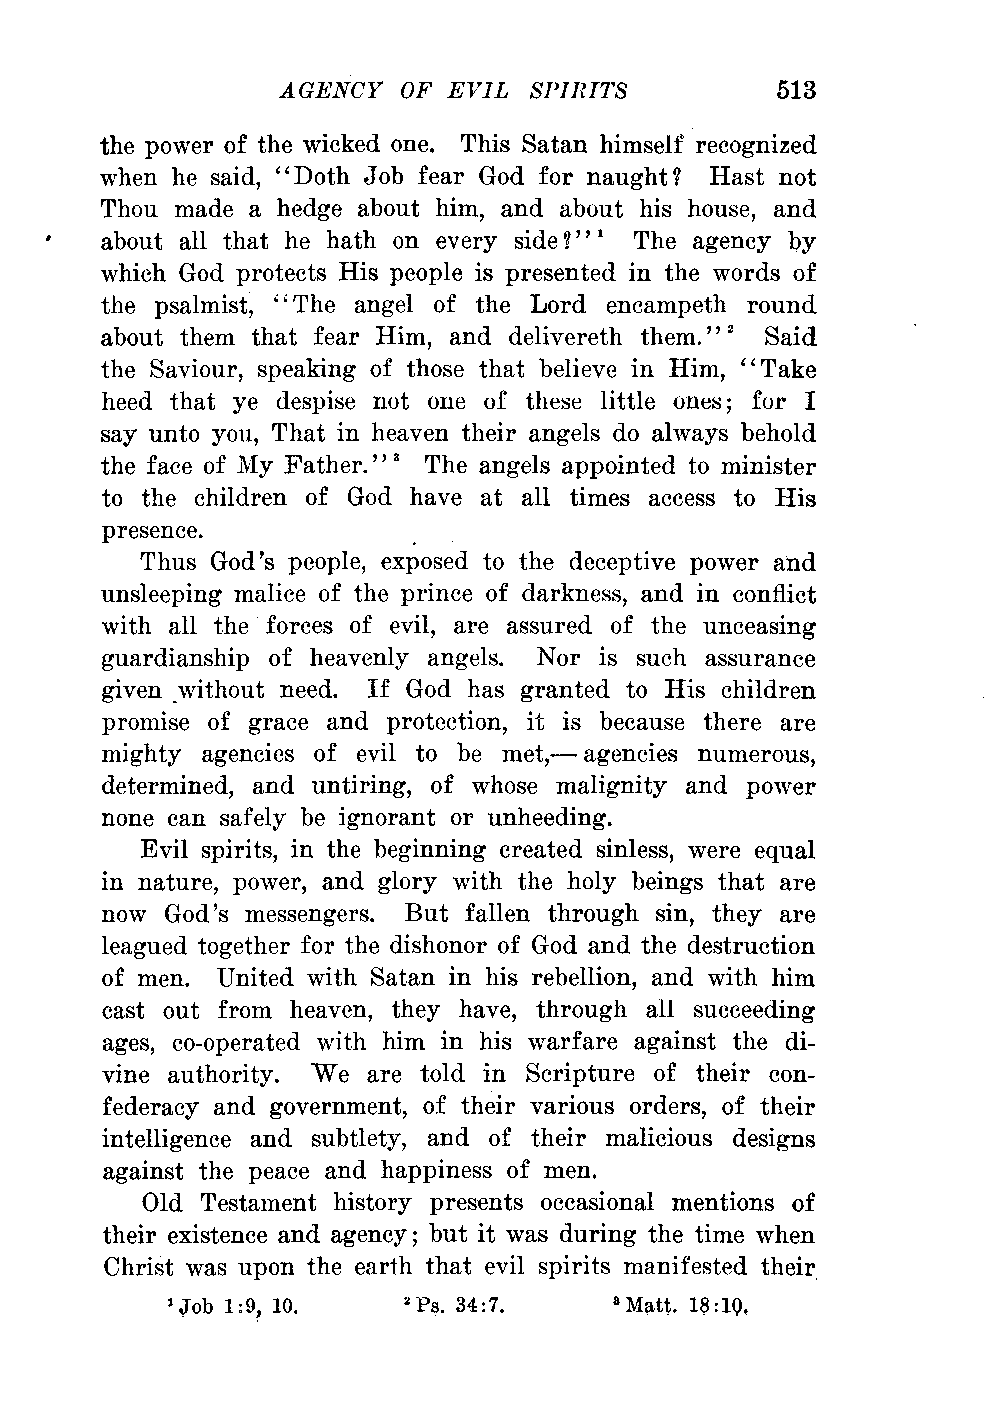 AGENCY OF EVIL SPIRITS 513
the power of the wicked one. This Satan himself recognized
when he said, "Doth Job fear God for naught? Hast not
Thou made a hedge about him, and about his house, and
about all that he hath on every side?"¹ The agency by
which God protects His people is presented in the words of
the psalmist, "The angel of the Lord encampeth round
about them that fear Him, and delivereth them."² Said
the Saviour, speaking of those that believe in Him, "Take
heed that ye despise not one of these little ones; for I
say unto you, That in heaven their angels do always behold
the face of My Father."³ The angels appointed to minister
to the children of God have at all times access to His
presence.
Thus God's people, exposed to the deceptive power and
unsleeping malice of the prince of darkness, and in conflict
with all the forces of evil, are assured of the unceasing
guardianship of heavenly angels. Nor is such assurance
given without need. If God has granted to His children
promise of grace and protection, it is because there are
mighty agencies of evil to be met,— agencies numerous,
determined, and untiring, of whose malignity and power
none can safely be ignorant or unheeding.
Evil spirits, in the beginning created sinless, were equal
in nature, power, and glory with the holy beings that are
now God's messengers. But fallen through sin, they are
leagued together for the dishonor of God and the destruction
of men. United with Satan in his rebellion, and with him
cast out from heaven, they have, through all succeeding
ages, co-operated with him in his warfare against the di-
vine authority. We are told in Scripture of their con-
federacy and government, of their various orders, of their
intelligence and subtlety, and of their malicious designs
against the peace and happiness of men.
Old Testament history presents occasional mentions of
their existence and agency; but it was during the time when
Christ was upon the earth that evil spirits manifested their
¹Job 1:9, 10. ²Ps. 34:7. ³Matt. 18:10.